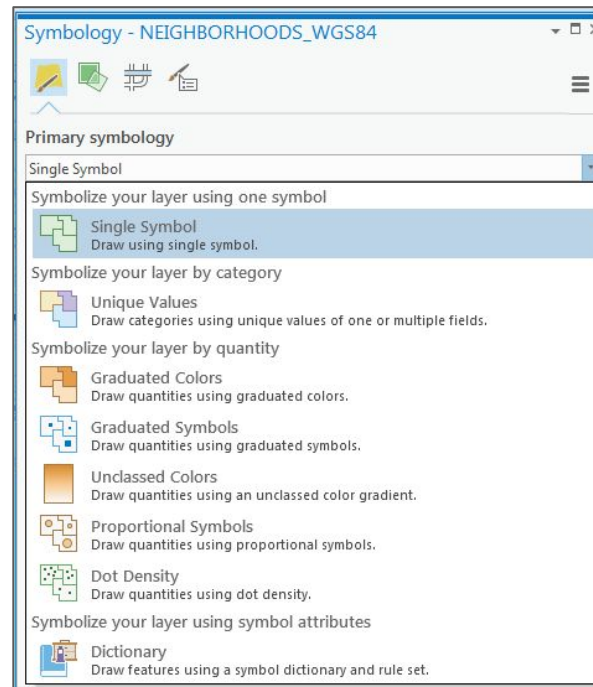 Symbology - NEIGHBORHOODS_WGS84
Primary symbology
Single Symbol
Symbolize your layer using one symbol
Single Symbol
Draw using single symbol.
Symbolize your layer by category
Unique Values
Draw categories using unique values of one or multiple fields.
Symbolize your layer by quantity
Graduated Colors
Draw quantities using graduated colors.
Graduated Symbols
Draw quantities using graduated symbols.
Unclassed Colors
Draw quantities using an unclassed color gradient.
Proportional Symbols
Draw quantities using proportional symbols.
Dot Density
Draw quantities using dot density.
Symbolize your layer using symbol attributes
Dictionary
Draw features using a symbol dictionary and rule set.